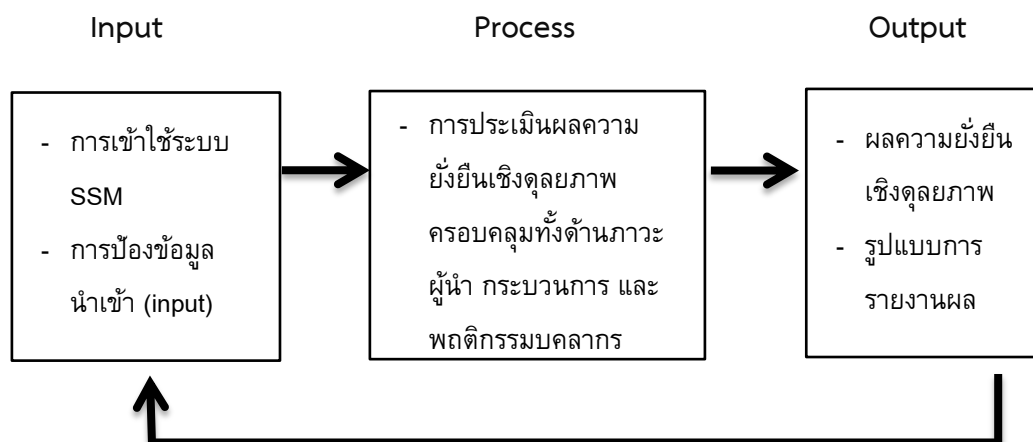 Input
Process
Output
- การเข้าใช้ระบบ
SSM
- การป้องข้อมูล
นำเข้า (input)
- การประเมินผลความ
ยั่งยืนเชิงดุลยภาพ
ครอบคลุมทั้งด้านภาวะ
ผู้นำ กระบวนการ และ
พฤติกรรมบุคลากร
- ผลความยั่งยืน
เชิงดุลยภาพ
- รูปแบบการ
รายงานผล